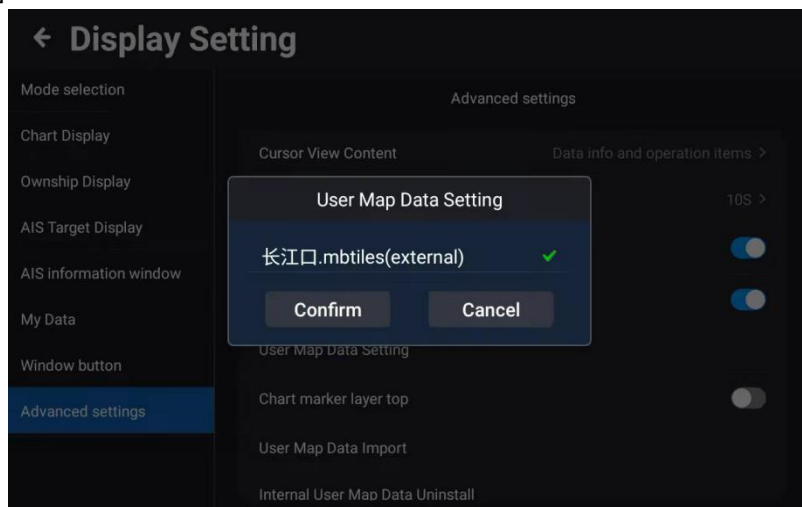 Display Setting
Mode selection
Chart Display
Ownship Display
AIS Target Display
AIS information window
My Data
Window button
Advanced settings
Advanced settings
Cursor View Content
Data info and operation items >
10S >
User Map Data Setting
长江口.mbtiles(external)
Confirm
Cancel
User Map Data Setting
Chart marker layer top
User Map Data Import
Internal User Map Data Uninstall